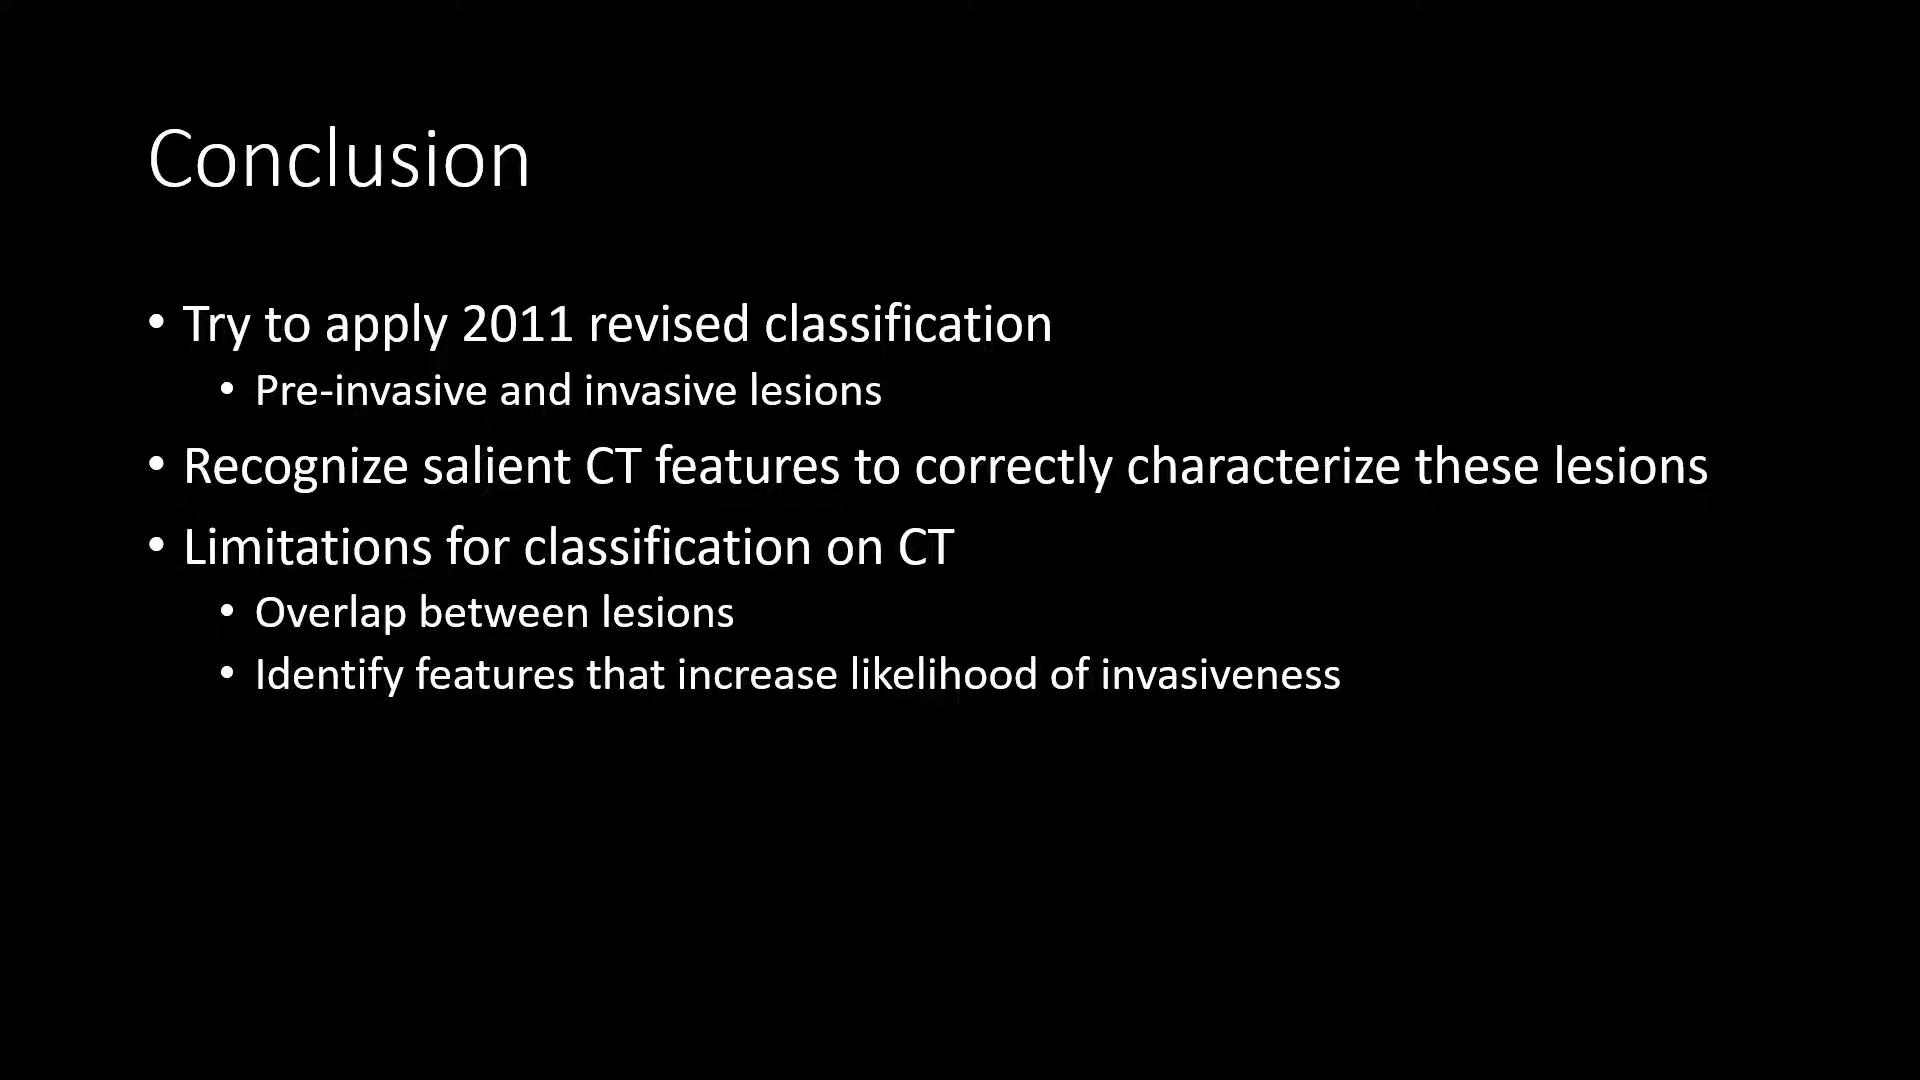 Conclusion
• Try to apply 2011 revised classification
• Pre-invasive and invasive lesions
• Recognize salient CT features to correctly characterize these lesions
• Limitations for classification on CT
• Overlap between lesions
• Identify features that increase likelihood of invasiveness